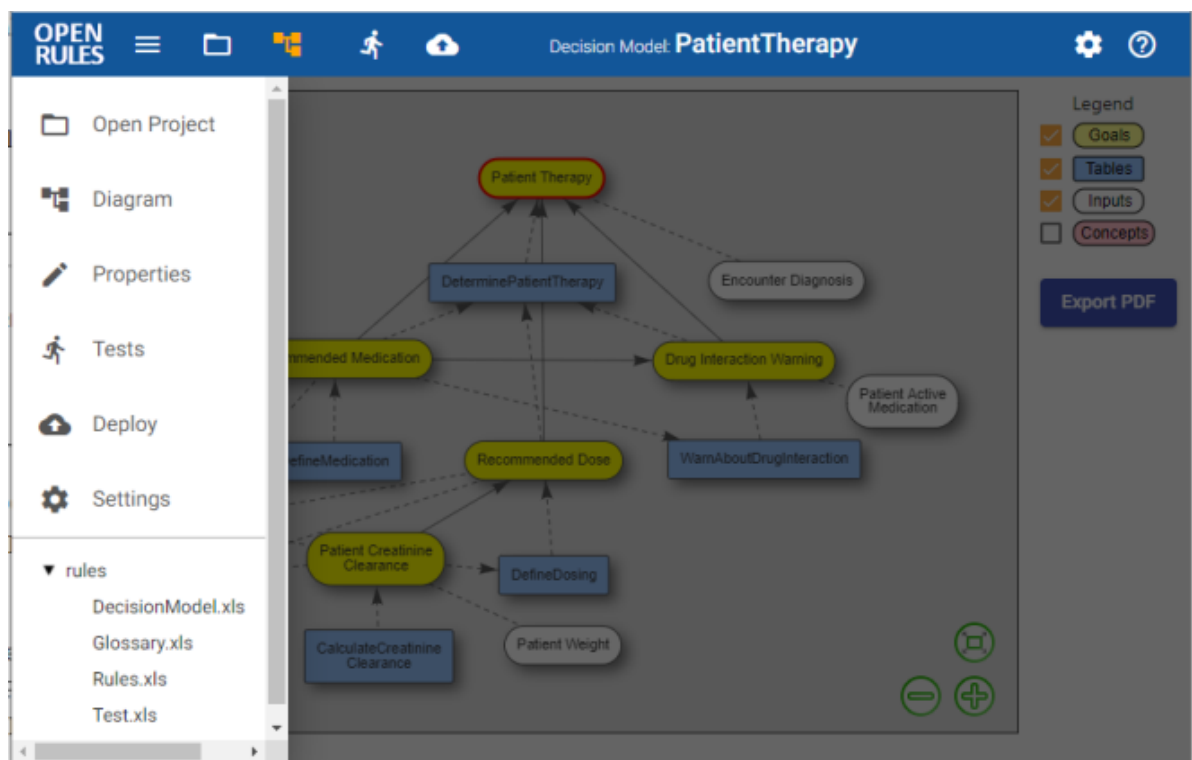 OPEN
RULES
Decision Model: PatientTherapy
Open Project
Diagram
Properties
Tests
Deploy
Settings
rules
DecisionModel.xls
Glossary.xls
Rules.xls
Test.xls
Patient Therapy
DeterminePatientTherapy
Encounter Diagnosis
mmended Medication
Drug Interaction Warning
Patient Active
Medication
efineMedication
Recommended Dose
WarnAboutDrugInteraction
Patient Creatinine
Clearance
DefineDosing
CalculateCreatinine
Clearance
Patient Weight
Legend
Goals
Tables
Inputs
Concepts
Export PDF